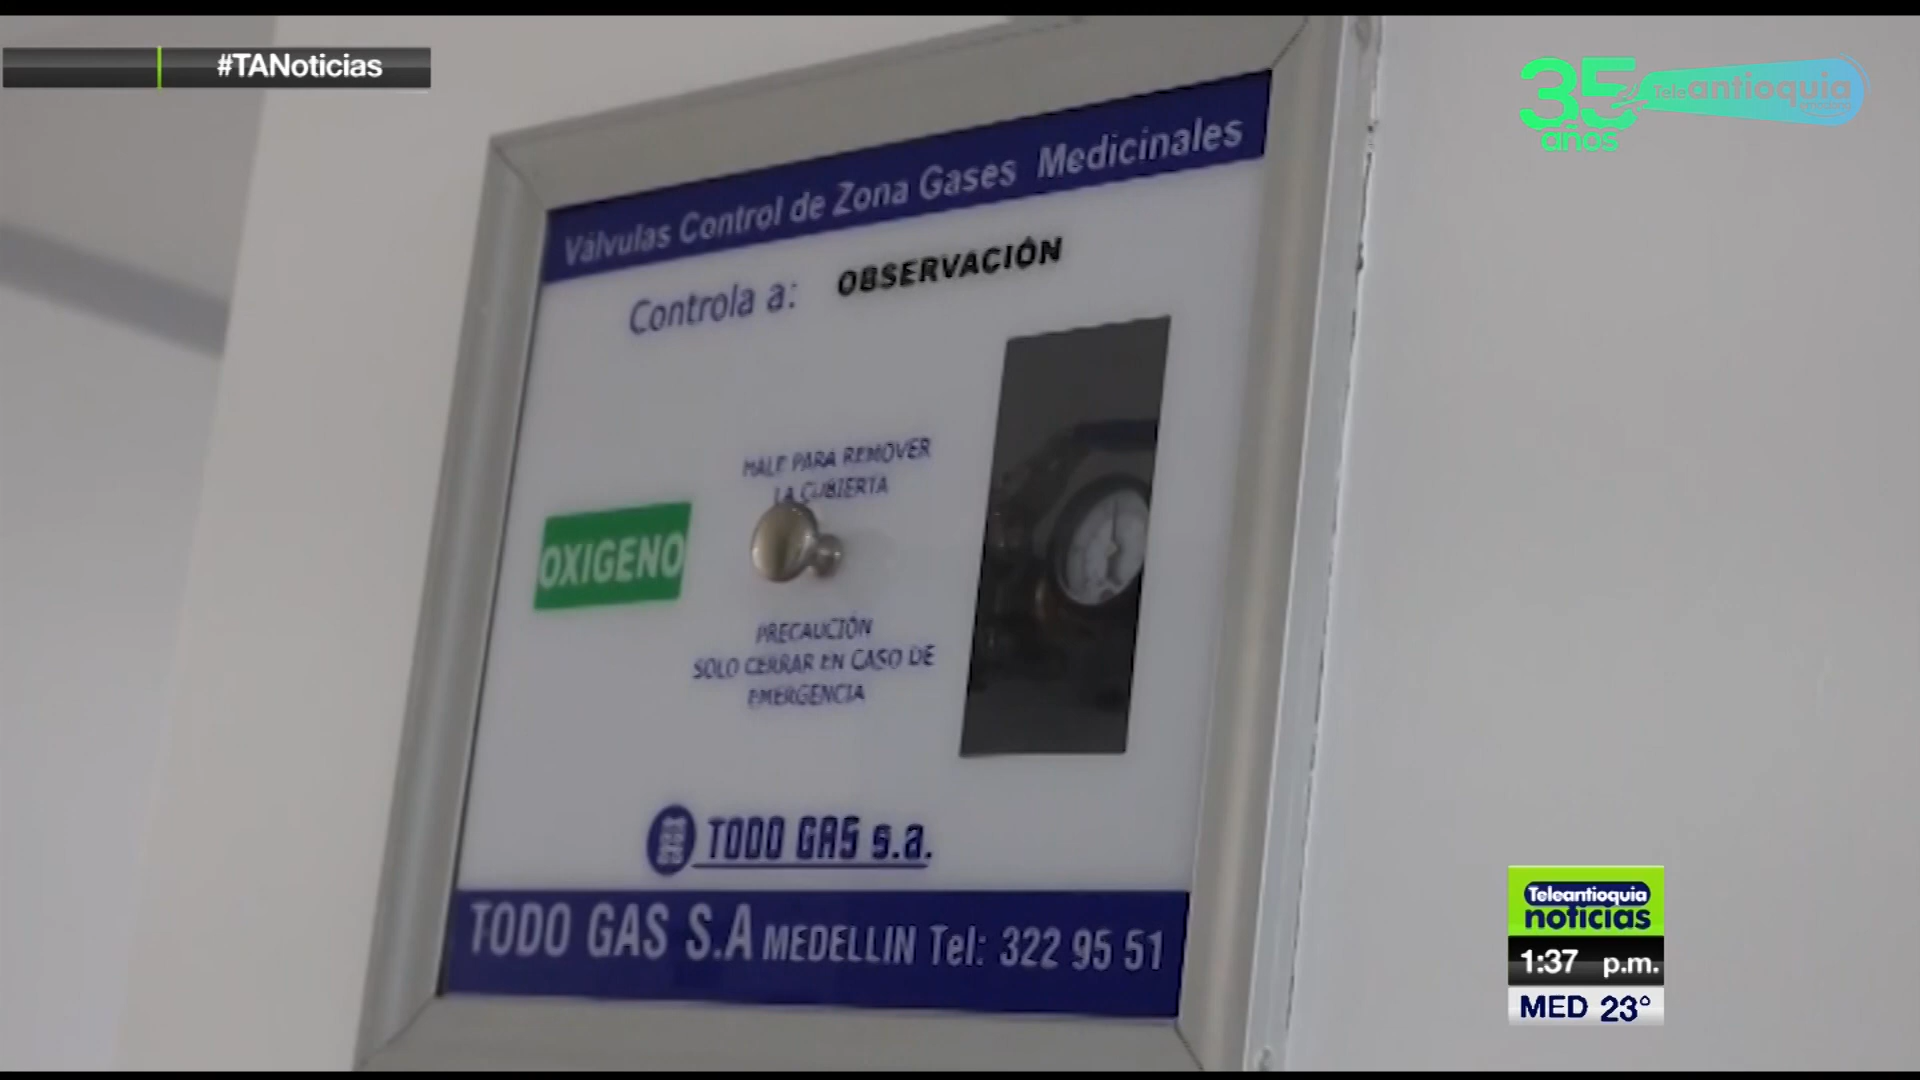 #TANoticias
35 Teleantioquia
años
Válvulas Control de Zona Gases Medicinales
Controla a: OBSERVACIÓN
HALE PARA REMOVER
LA CUBIERTA
OXIGENO
PRECAUCIÓN
SOLO CERRAR EN CASO DE
EMERGENCIA
TODO GAS s.a.
TODO GAS S.A MEDELLIN Tel: 322 95 51
Teleantioquia
noticias
1:37 p.m.
MED 23°